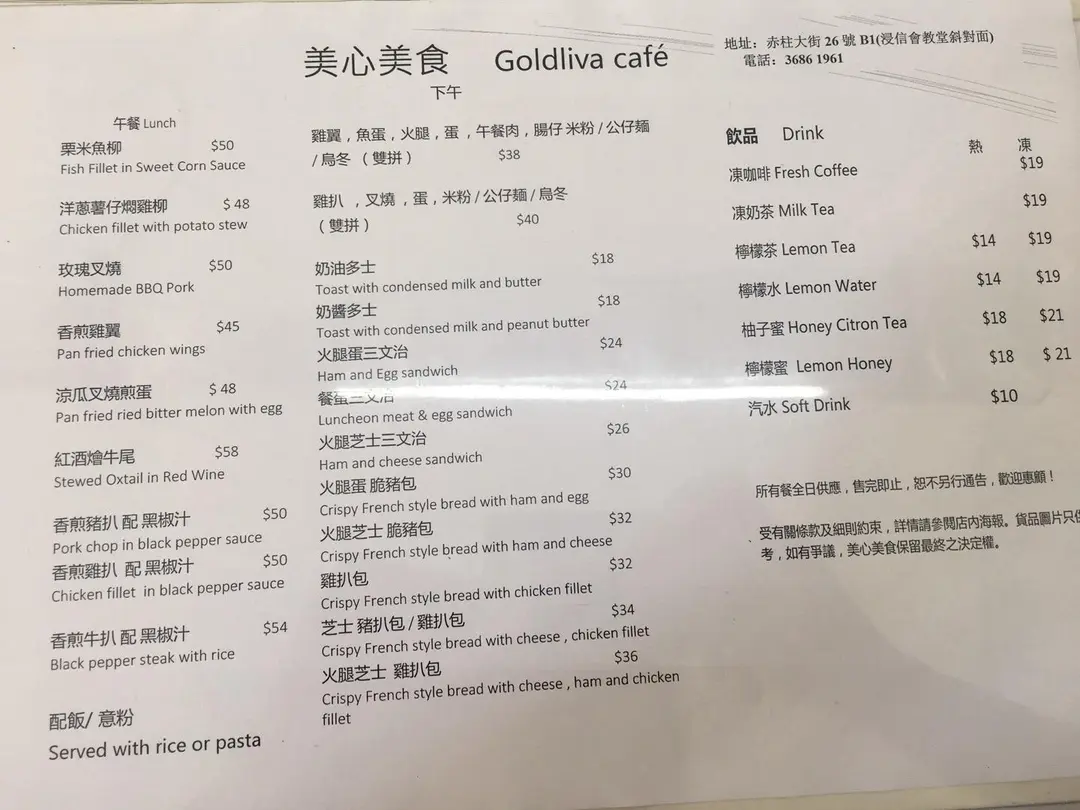 美心美食 Goldliva café
下午
地址：赤柱大街 26 號 B1(浸信會教堂斜對面)
電話：3686 1961
午餐 Lunch
栗米魚柳 $50
Fish Fillet in Sweet Corn Sauce
洋蔥薯仔燜雞柳 $ 48
Chicken fillet with potato stew
玫瑰叉燒 $50
Homemade BBQ Pork
香煎雞翼 $45
Pan fried chicken wings
涼瓜叉燒煎蛋 $ 48
Pan fried ried bitter melon with egg
紅酒燴牛尾 $58
Stewed Oxtail in Red Wine
香煎豬扒 配 黑椒汁 $50
Pork chop in black pepper sauce
香煎雞扒 配 黑椒汁 $50
Chicken fillet in black pepper sauce
香煎牛扒 配 黑椒汁 $54
Black pepper steak with rice
配飯/ 意粉
Served with rice or pasta
雞翼，魚蛋，火腿，蛋，午餐肉，腸仔 米粉 / 公仔麵
/ 烏冬 （ 雙拼 ） $38
雞扒 ，叉燒 ，蛋，米粉 / 公仔麵 / 烏冬
（ 雙拼 ） $40
奶油多士 $18
Toast with condensed milk and butter
奶醬多士 $18
Toast with condensed milk and peanut butter
火腿蛋三文治 $24
Ham and Egg sandwich
餐蛋三文治 $24
Luncheon meat & egg sandwich
火腿芝士三文治 $26
Ham and cheese sandwich
火腿蛋 脆豬包 $30
Crispy French style bread with ham and egg
火腿芝士 脆豬包 $32
Crispy French style bread with ham and cheese
雞扒包 $32
Crispy French style bread with chicken fillet
芝士 豬扒包 / 雞扒包 $34
Crispy French style bread with cheese , chicken fillet
火腿芝士 雞扒包 $36
Crispy French style bread with cheese , ham and chicken
fillet
飲品 Drink 熱 凍
凍咖啡 Fresh Coffee $19
凍奶茶 Milk Tea $19
檸檬茶 Lemon Tea $14 $19
檸檬水 Lemon Water $14 $19
柚子蜜 Honey Citron Tea $18 $21
檸檬蜜 Lemon Honey $18 $ 21
汽水 Soft Drink $10
所有餐全日供應，售完即止，恕不另行通告，歡迎惠顧！
受有關條款及細則約束，詳情請參閱店內海報。貨品圖片只供
考，如有爭議，美心美食保留最終之決定權。